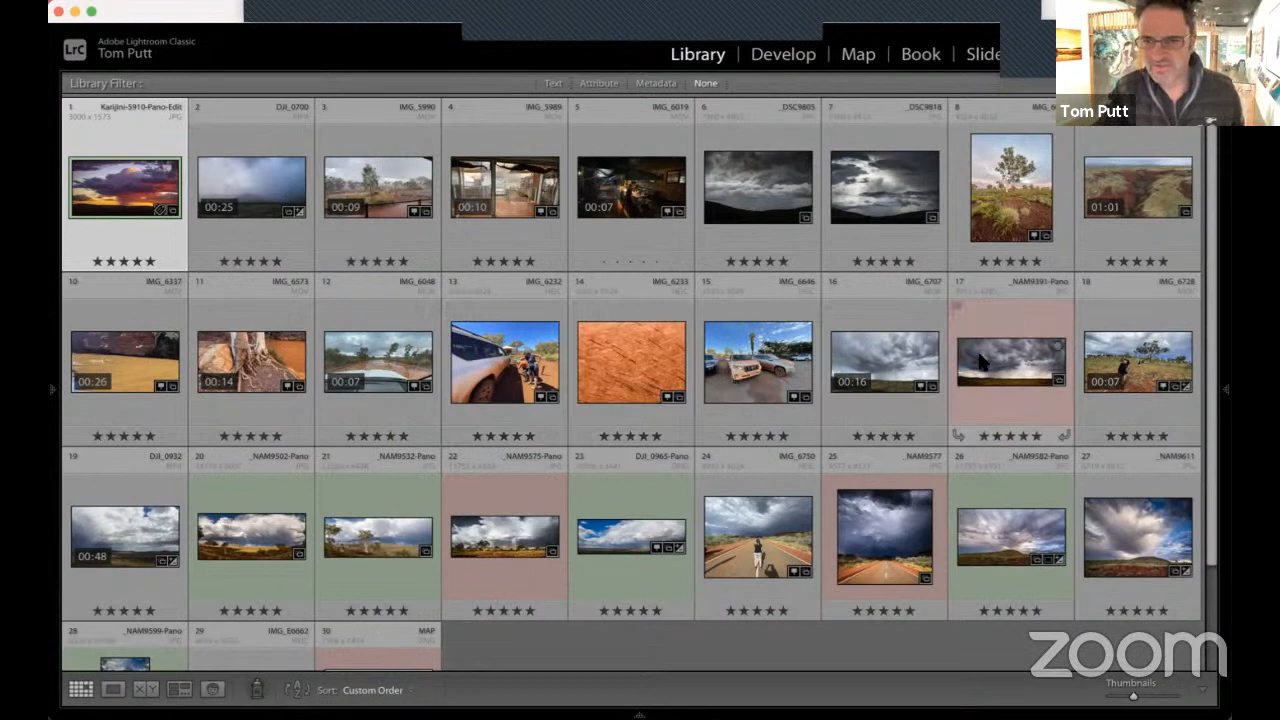 Adobe Lightroom Classic
LrC
Tom Putt
Library | Develop | Map | Book |
Tom Putt
Library Filter :
Text Attribute Metadata None
1 Karijini-5910-Pano-Edit
3000 x 1573 JPG
2 DJI_0700
3 IMG_5990
4 IMG_5989
5 IMG_6019
6 _DSC9805
7 _DSC9818
8
00:25
00:09
00:10
00:07
01:01
10 IMG_6337
11 IMG_6573
12 IMG_6048
13 IMG_6232
14 IMG_6233
15 IMG_6646
16 IMG_6707
17 _NAM9391-Pano
18 IMG_6728
00:26
00:14
00:07
00:16
00:07
19 DJI_0932
20 _NAM9502-Pano
21 _NAM9532-Pano
22 _NAM9575-Pano
23 DJI_0965-Pano
24 IMG_6750
25 _NAM9577
26 _NAM9582-Pano
27 _NAM9611
00:48
28 _NAM9599-Pano
29 IMG_E6662
30 MAP
zoom
Sort: Custom Order
Thumbnails